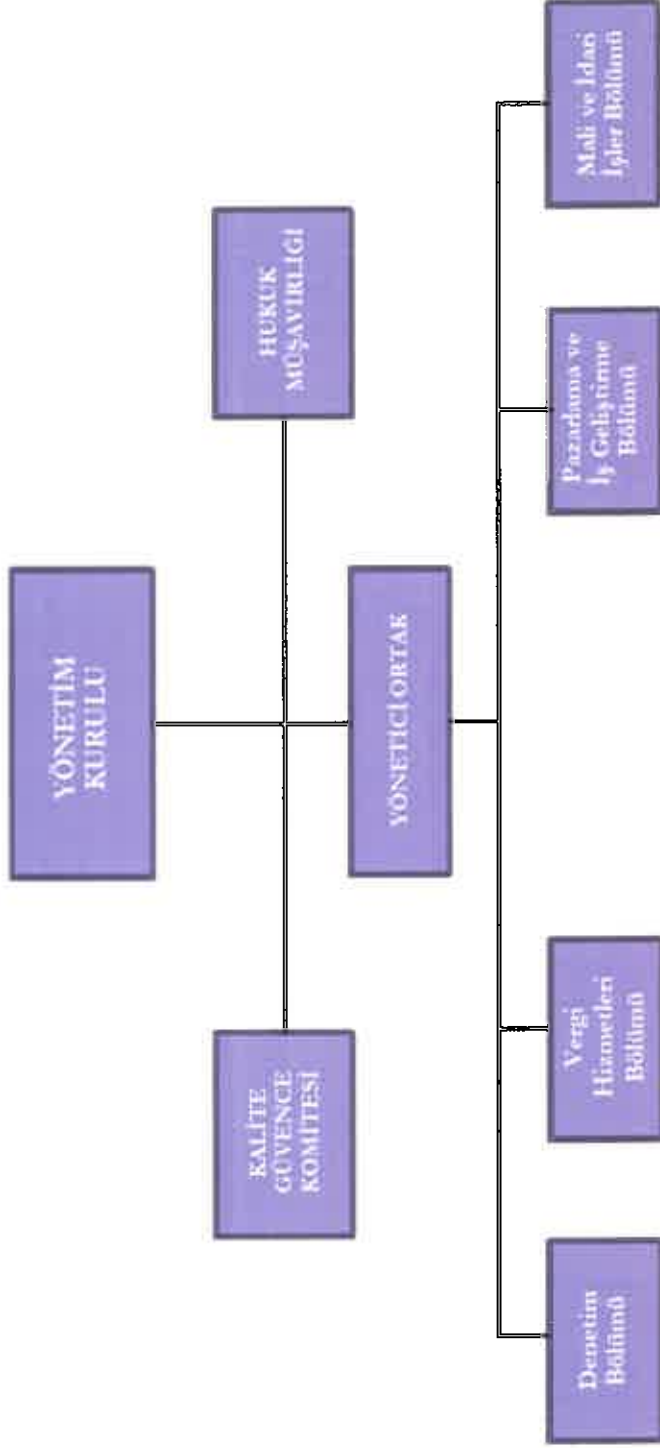 YÖNETİM
KURULU
KALİTE
GÜVENCE
KOMİTESİ
HUKUK
MÜŞAVİRLİĞİ
YÖNETİCİ ORTAK
Denetim
Bölümü
Vergi
Hizmetleri
Bölümü
Pazarlama ve
İş Geliştirme
Bölümü
Mali ve İdari
İşler Bölümü